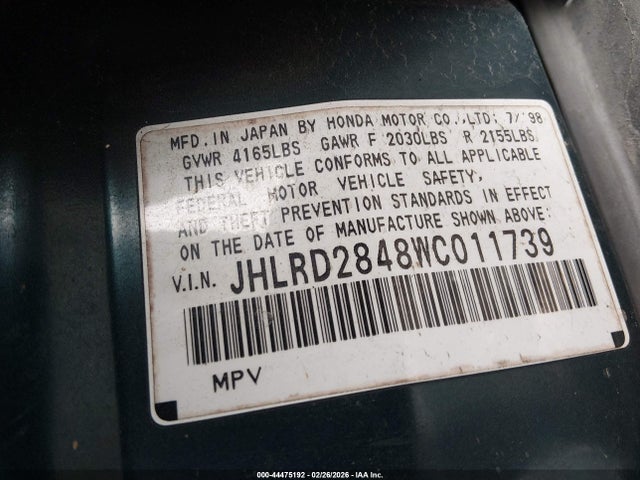 MFD. IN JAPAN BY HONDA MOTOR CO., LTD; 7/'98
GVWR 4165LBS GAWR F 2030LBS R 2155LBS
THIS VEHICLE CONFORMS TO ALL APPLICABLE
FEDERAL MOTOR VEHICLE SAFETY,
AND THEFT PREVENTION STANDARDS IN EFFECT
ON THE DATE OF MANUFACTURE SHOWN ABOVE:
V.I.N. JHLRD2848WC011739
MPV
000-44475192 - 02/26/2026 - IAA Inc.